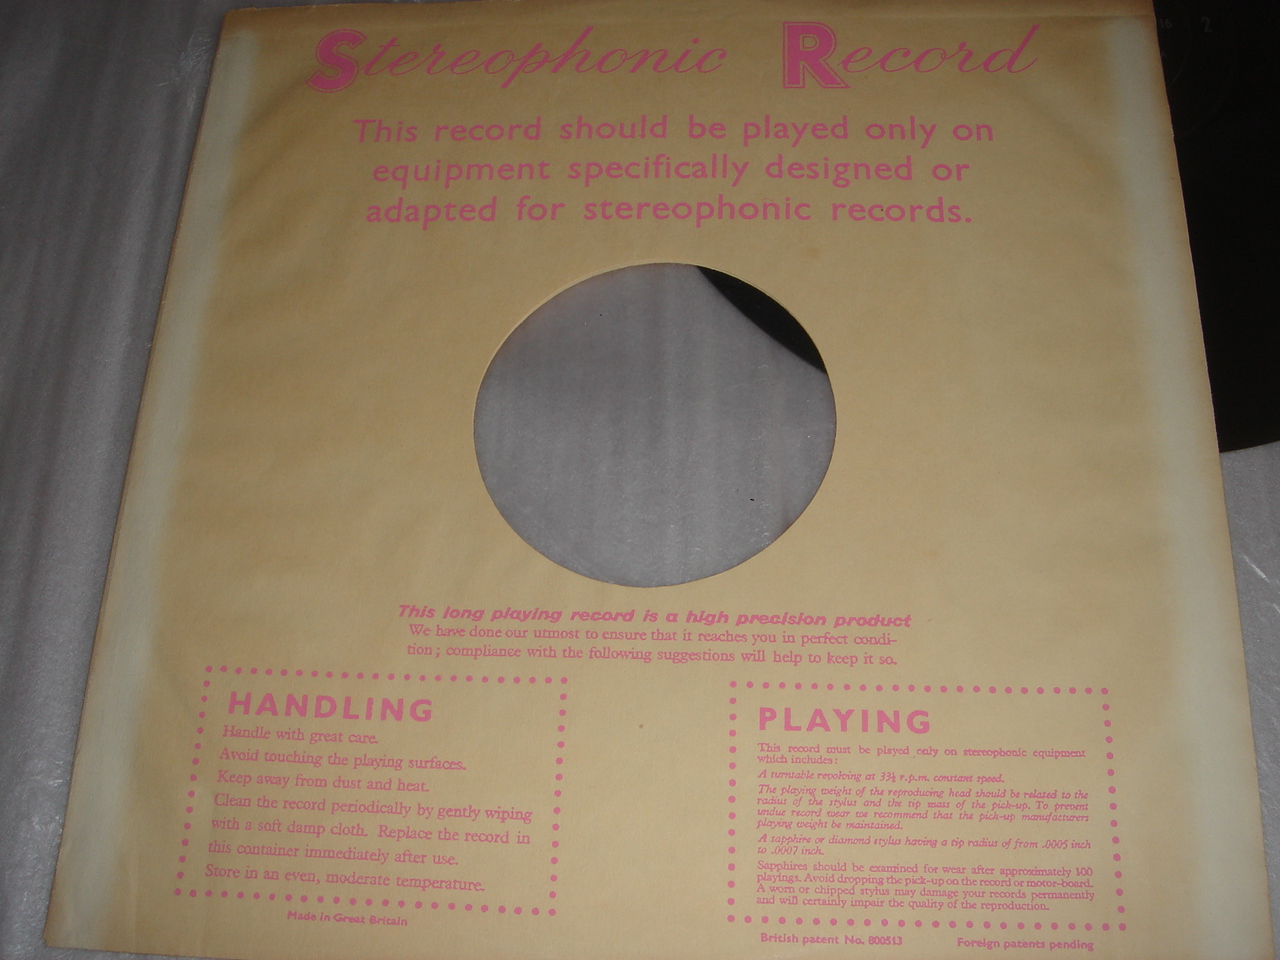 Stereophonic Record
This record should be played only on
equipment specifically designed or
adapted for stereophonic records.
This long playing record is a high precision product
We have done our utmost to ensure that it reaches you in perfect condi-
tion; compliance with the following suggestions will help to keep it so.
HANDLING
Handle with great care.
Avoid touching the playing surfaces.
Keep away from dust and heat.
Clean the record periodically by gently wiping
with a soft damp cloth. Replace the record in
this container immediately after use.
Store in an even, moderate temperature.
Made in Great Britain
PLAYING
This record must be played only on stereophonic equipment
which includes:
A turntable revolving at 33⅓ r.p.m. constant speed.
The playing weight of the reproducing head should be related to the
radius of the stylus and the tip mass of the pick-up. To prevent
undue record wear we recommend that the pick-up manufacturers
playing weight be maintained.
A sapphire or diamond stylus having a tip radius of from .0005 inch
to .0007 inch.
Sapphires should be examined for wear after approximately 100
playings. Avoid dropping the pick-up on the record or motor-board.
A worn or chipped stylus may damage your records permanently
and will certainly impair the quality of the reproduction.
British patent No. 800513 Foreign patents pending
2